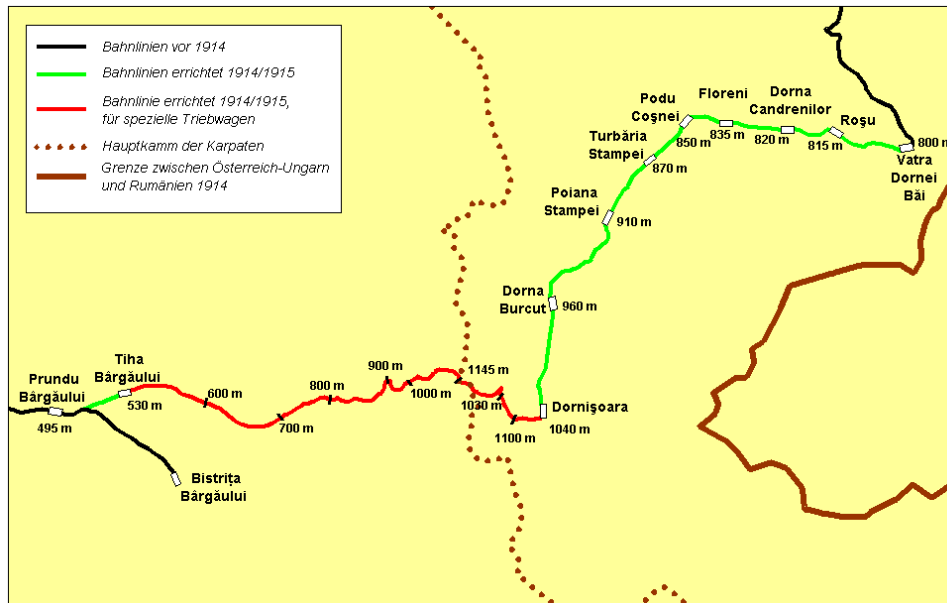 Bahnlinien vor 1914
Bahnlinien errichtet 1914/1915
Bahnlinie errichtet 1914/1915,
für spezielle Triebwagen
Hauptkamm der Karpaten
Grenze zwischen Österreich-Ungarn
und Rumänien 1914
Podu
Coşnei
850 m
Floreni
835 m
Dorna
Candrenilor
820 m
Roşu
815 m
800 m
Vatra
Dornei
Băi
Turbăria
Stampei
870 m
Poiana
Stampei
910 m
Dorna
Burcut
960 m
Dornişoara
1040 m
1100 m
1030 m
1145 m
1000 m
900 m
800 m
700 m
600 m
Tiha
Bârgăului
530 m
Prundu
Bârgăului
495 m
Bistriţa
Bârgăului